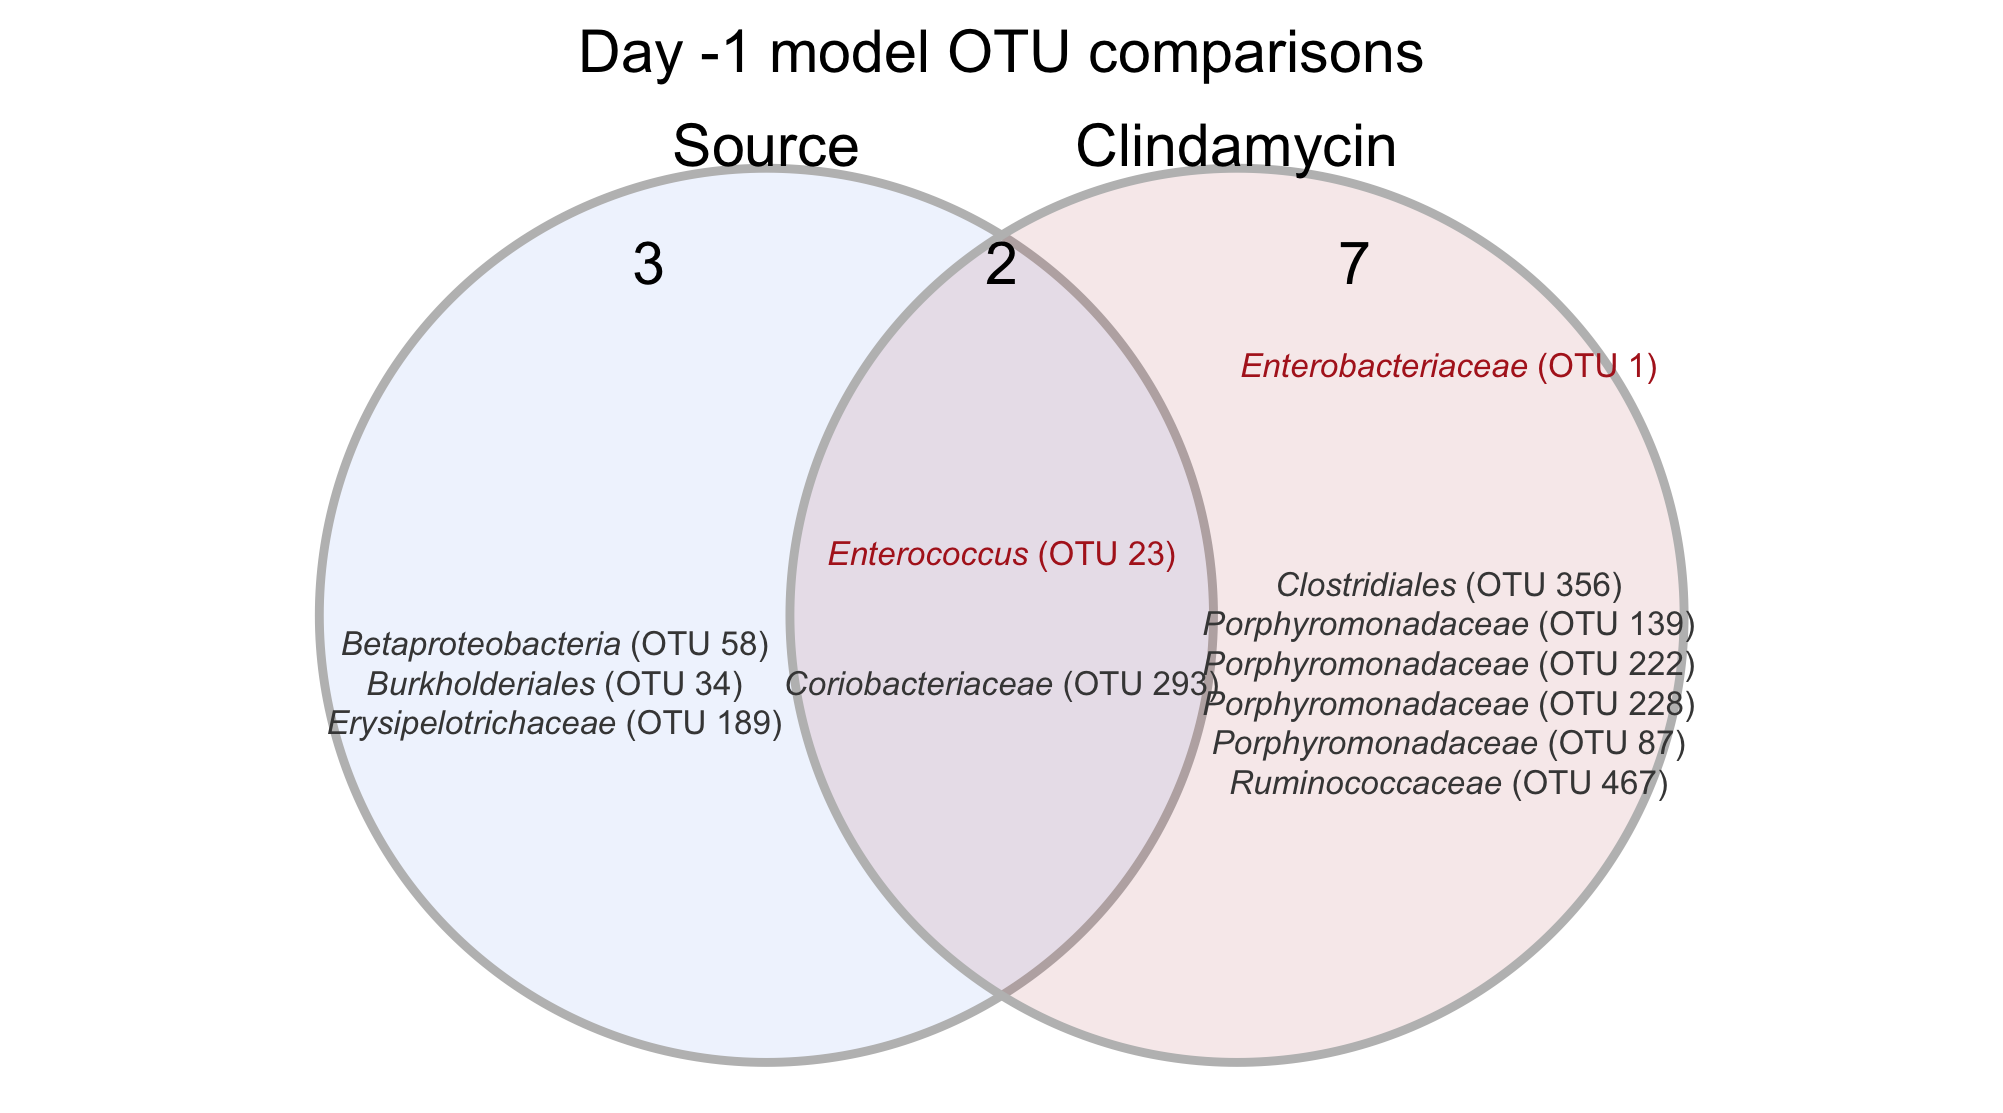 Day -1 model OTU comparisons
Source
Clindamycin
3
2
7
Enterobacteriaceae (OTU 1)
Enterococcus (OTU 23)
Betaproteobacteria (OTU 58)
Burkholderiales (OTU 34)
Erysipelotrichaceae (OTU 189)
Coriobacteriaceae (OTU 293)
Clostridiales (OTU 356)
Porphyromonadaceae (OTU 139)
Porphyromonadaceae (OTU 222)
Porphyromonadaceae (OTU 228)
Porphyromonadaceae (OTU 87)
Ruminococcaceae (OTU 467)